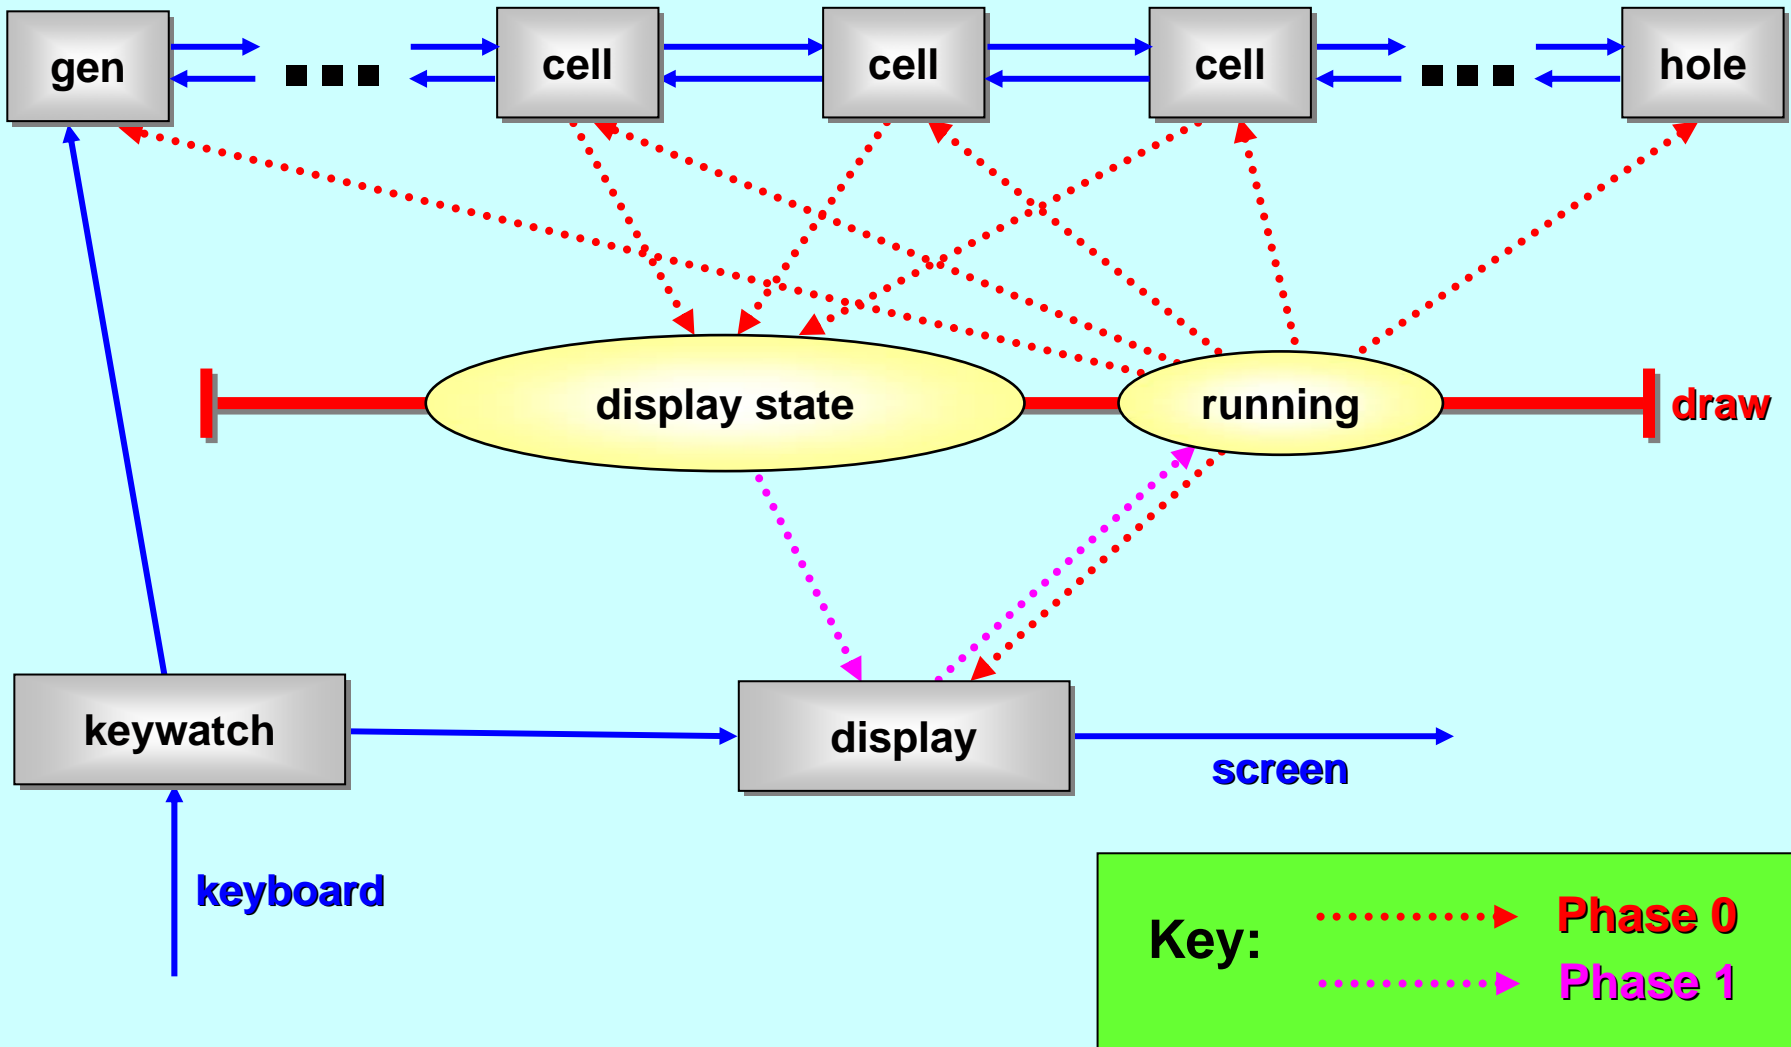 gen
cell
cell
cell
hole
display state
running
draw
keywatch
display
screen
keyboard
Key:
Phase 0
Phase 1